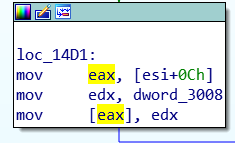 loc_14D1:
mov eax, [esi+0Ch]
mov edx, dword_3008
mov [eax], edx